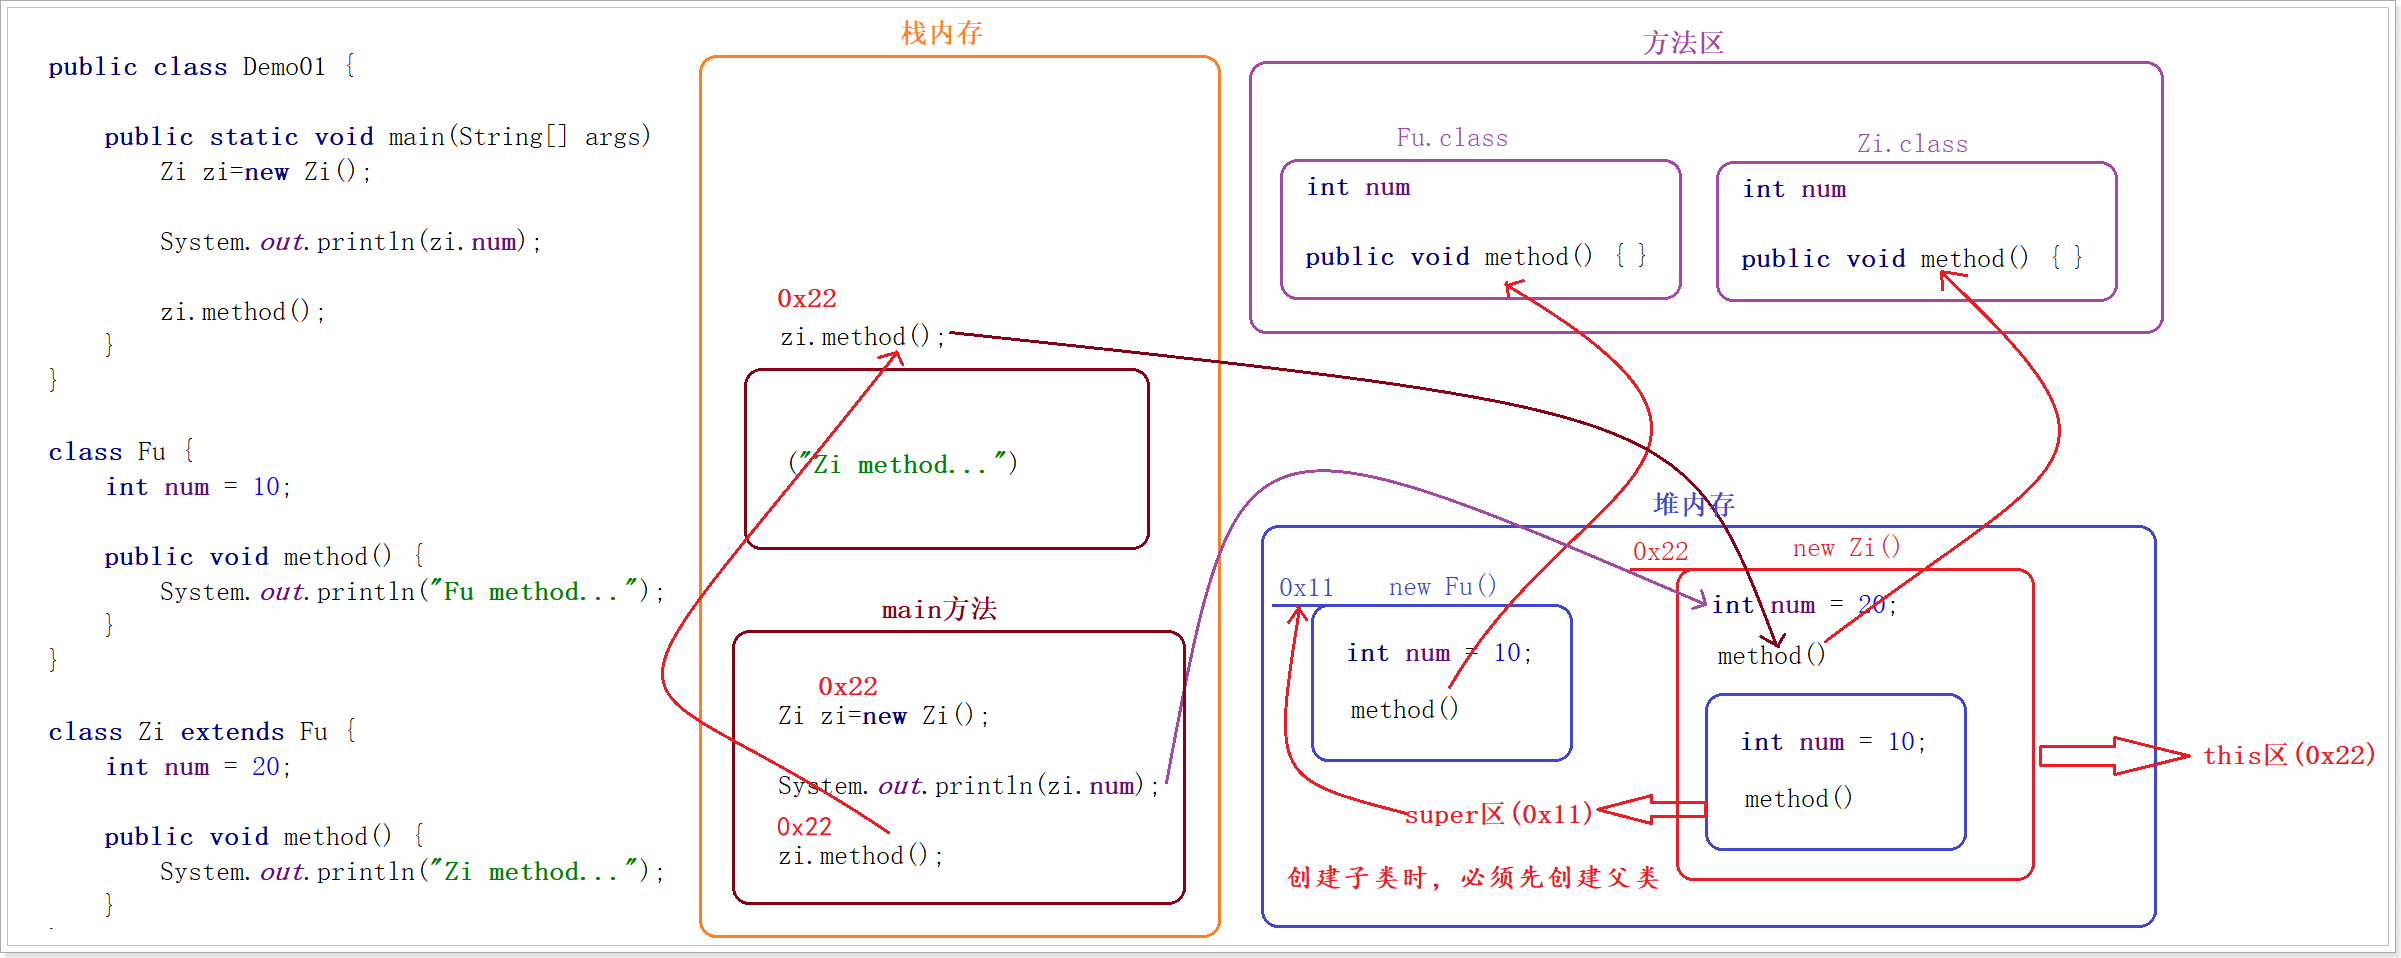 public class Demo01 {
public static void main(String[] args)
Zi zi=new Zi();
System.out.println(zi.num);
zi.method();
}
}
class Fu {
int num = 10;
public void method() {
System.out.println("Fu method...");
}
}
class Zi extends Fu {
int num = 20;
public void method() {
System.out.println("Zi method...");
}
栈内存
0x22
zi.method();
("Zi method...")
main方法
0x22
Zi zi=new Zi();
System.out.println(zi.num);
0x22
zi.method();
方法区
Fu.class
int num
public void method() { }
Zi.class
int num
public void method() { }
堆内存
0x11
new Fu()
int num = 10;
method()
0x22
new Zi()
int num = 20;
method()
int num = 10;
method()
this区(0x22)
super区(0x11)
创建子类时，必须先创建父类